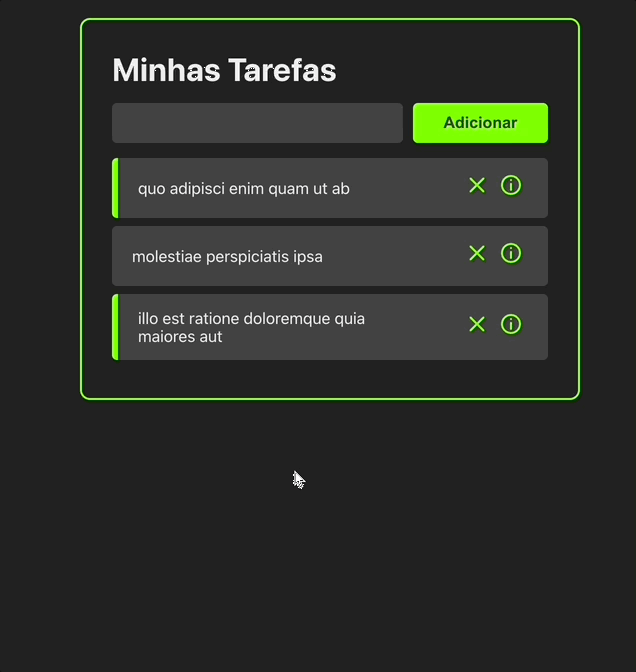 Minhas Tarefas
Adicionar
quo adipisci enim quam ut ab
molestiae perspiciatis ipsa
illo est ratione doloremque quia
maiores aut